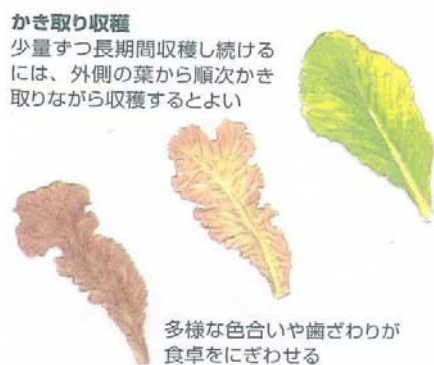 かき取り収穫
少量ずつ長期間収穫し続ける
には、外側の葉から順次かき
取りながら収穫するとよい
多様な色合いや歯ざわりが
食卓をにぎわせる